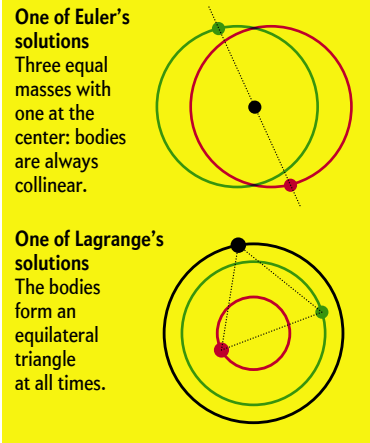 One of Euler's
solutions
Three equal
masses with
one at the
center: bodies
are always
collinear.
One of Lagrange's
solutions
The bodies
form an
equilateral
triangle
at all times.